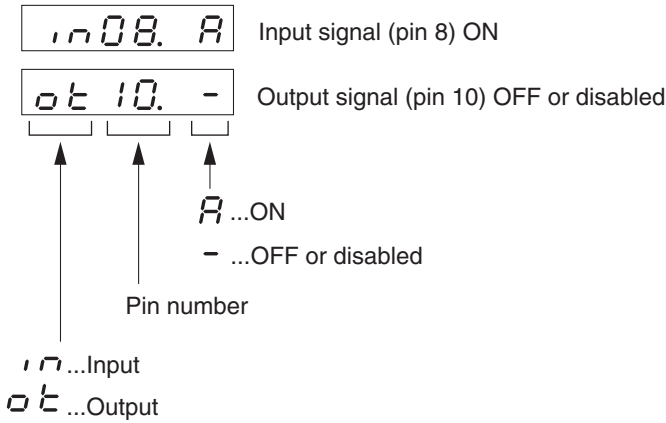 in08. A Input signal (pin 8) ON
ot 10. - Output signal (pin 10) OFF or disabled
A ...ON
- ...OFF or disabled
Pin number
in ...Input
ot ...Output